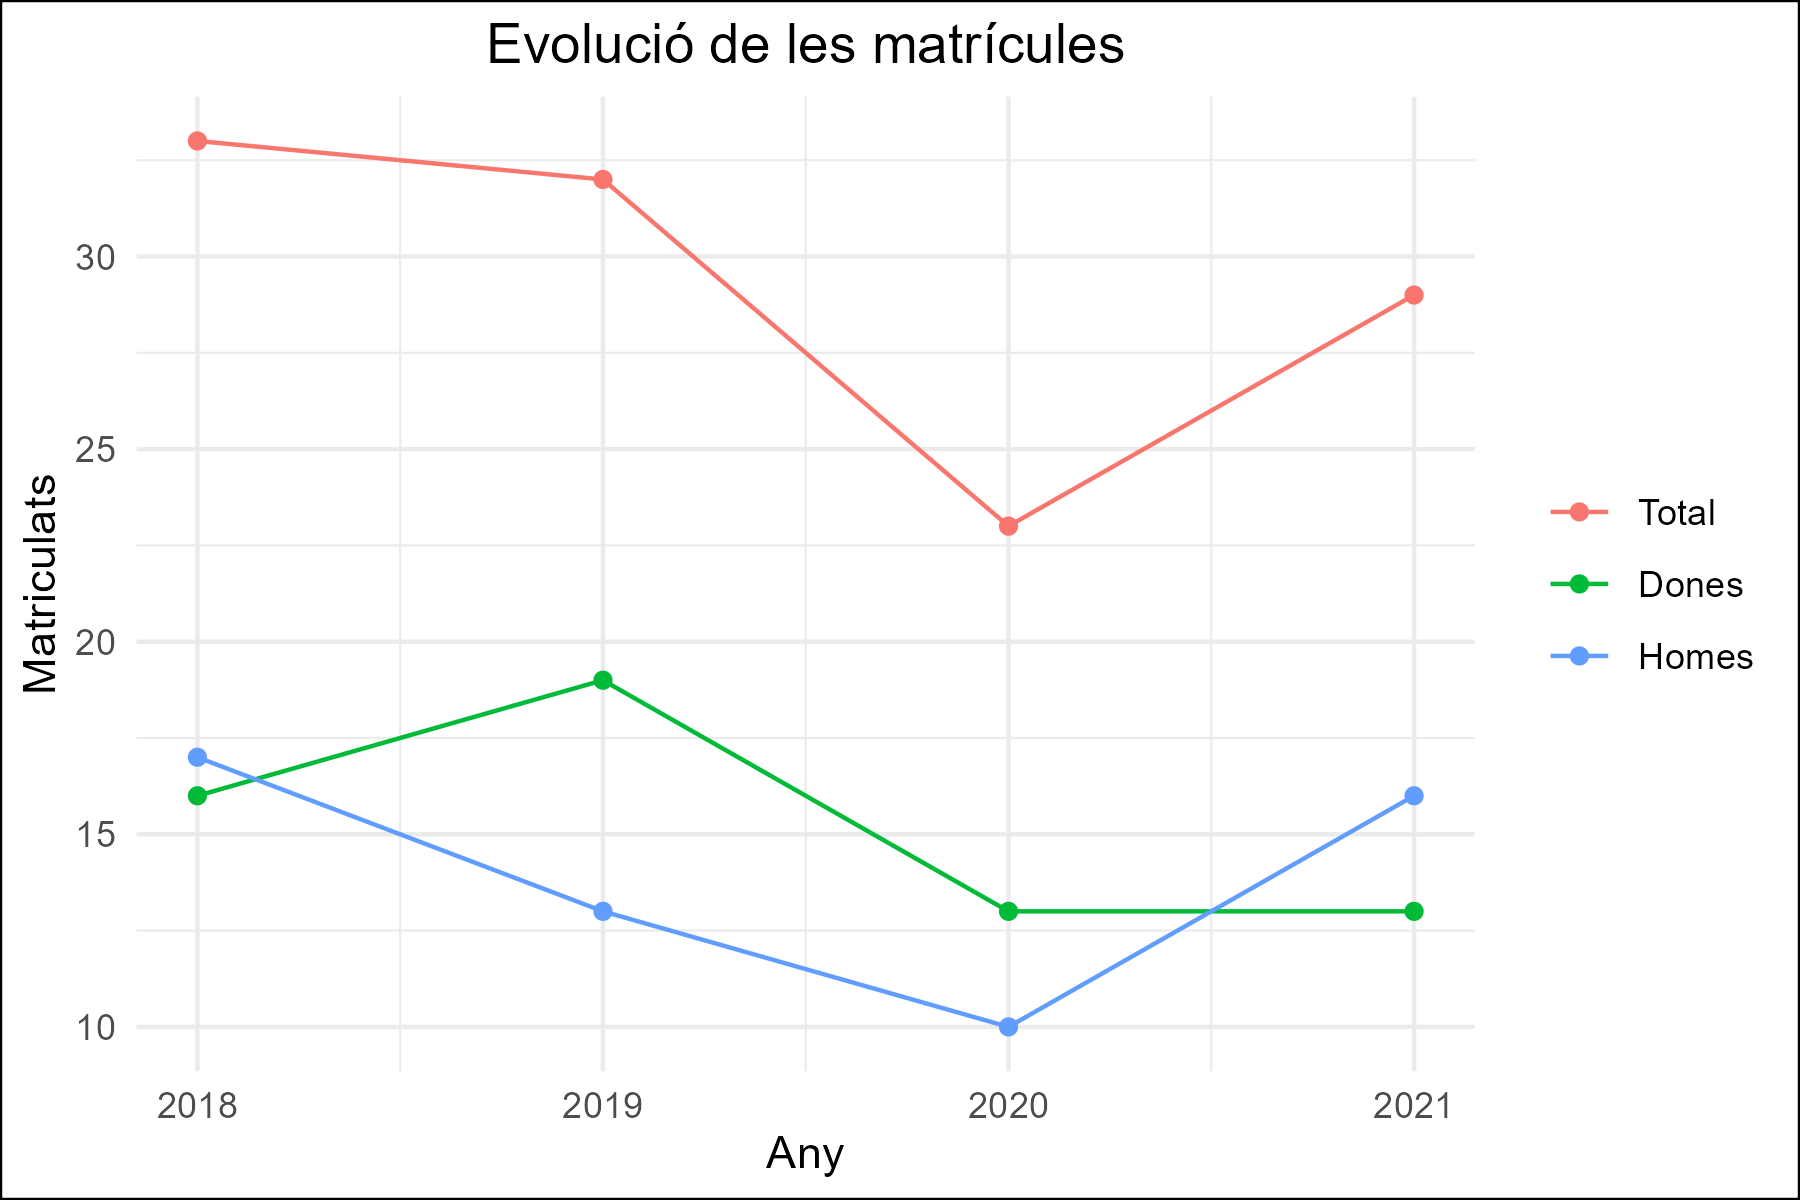 Evolució de les matrícules
Matriculats
30
25
20
15
10
2018
2019
2020
2021
Any
Total
Dones
Homes